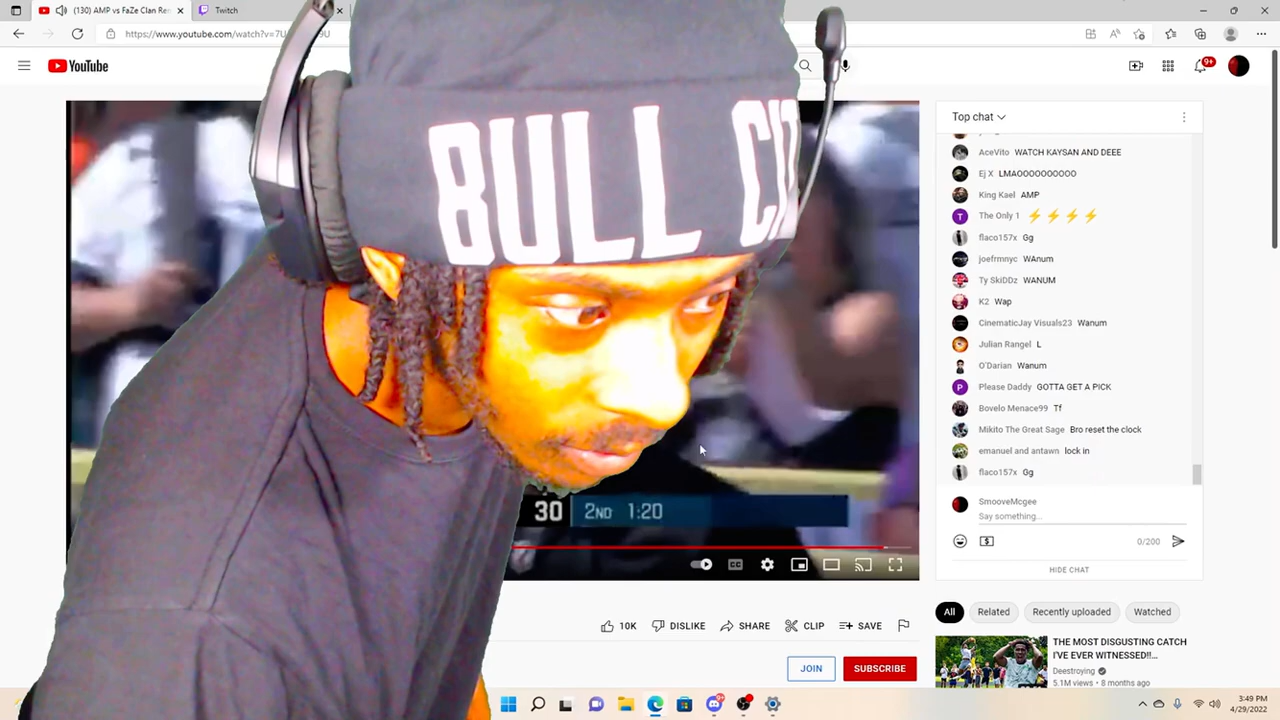 (130) AMP vs FaZe Clan Re
Twitch
https://www.youtube.com/watch?v=7U
9U
YouTube
9+
BULL CIT
Top chat
AceVito WATCH KAYSAN AND DEEE
Ej X LMAOOOOOOOOOO
King Kael AMP
The Only 1 ⚡⚡⚡⚡
flaco157x Gg
joefrmnyc WAnum
Ty SkiDDz WANUM
K2 Wap
CinematicJay Visuals23 Wanum
Julian Rangel L
O'Darian Wanum
Please Daddy GOTTA GET A PICK
Bovelo Menace99 Tf
Mikito The Great Sage Bro reset the clock
emanuel and antawn lock in
flaco157x Gg
SmooveMcgee
Say something...
0/200
HIDE CHAT
30 2ND 1:20
10K DISLIKE SHARE CLIP SAVE
JOIN SUBSCRIBE
All Related Recently uploaded Watched
THE MOST DISGUSTING CATCH
I'VE EVER WITNESSED!!...
Deestroying
5.1M views • 8 months ago
3:49 PM
4/29/2022